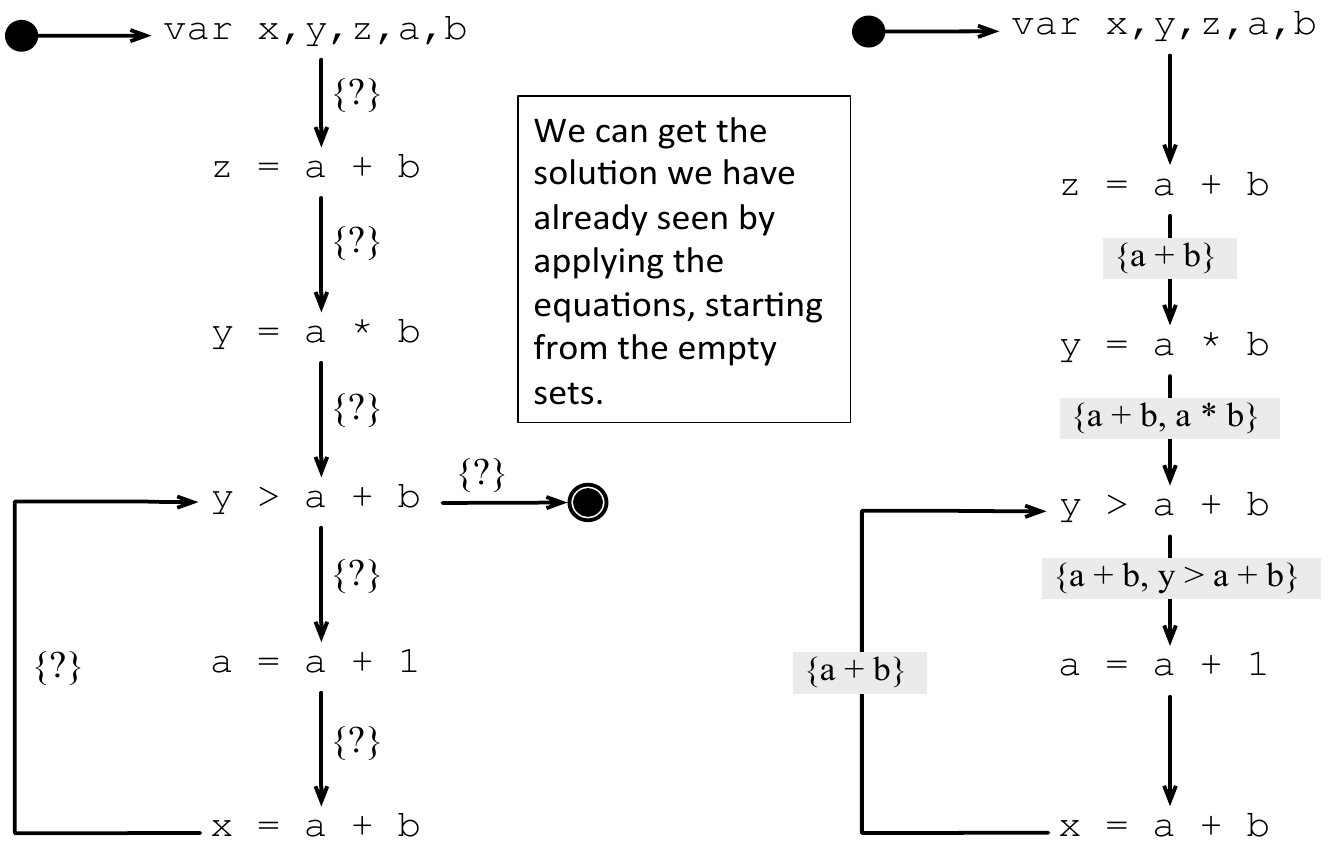 var x,y,z,a,b
{?}
z = a + b
{?}
y = a * b
{?}
y > a + b
{?}
{?}
a = a + 1
{?}
{?}
x = a + b
We can get the
solution we have
already seen by
applying the
equations, starting
from the empty
sets.
var x,y,z,a,b
z = a + b
{a + b}
y = a * b
{a + b, a * b}
y > a + b
{a + b, y > a + b}
a = a + 1
{a + b}
x = a + b